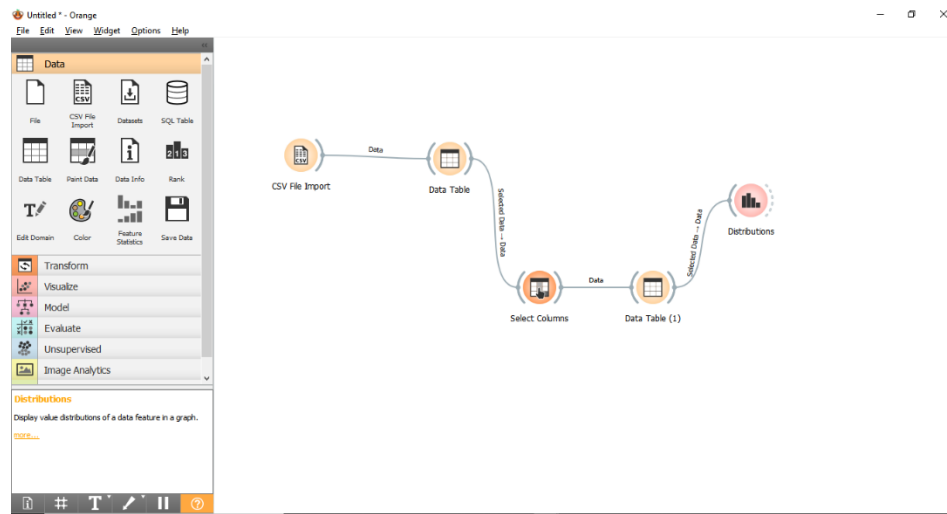 Untitled * - Orange
File Edit View Widget Options Help
Data
File
CSV File
Import
Datasets
SQL Table
Data Table
Paint Data
Data Info
Rank
Edit Domain
Color
Feature
Statistics
Save Data
Transform
Visualize
Model
Evaluate
Unsupervised
Image Analytics
Distributions
Display value distributions of a data feature in a graph.
more...
CSV File Import
Data
Data Table
Selected Data → Data
Select Columns
Data
Data Table (1)
Selected Data → Data
Distributions